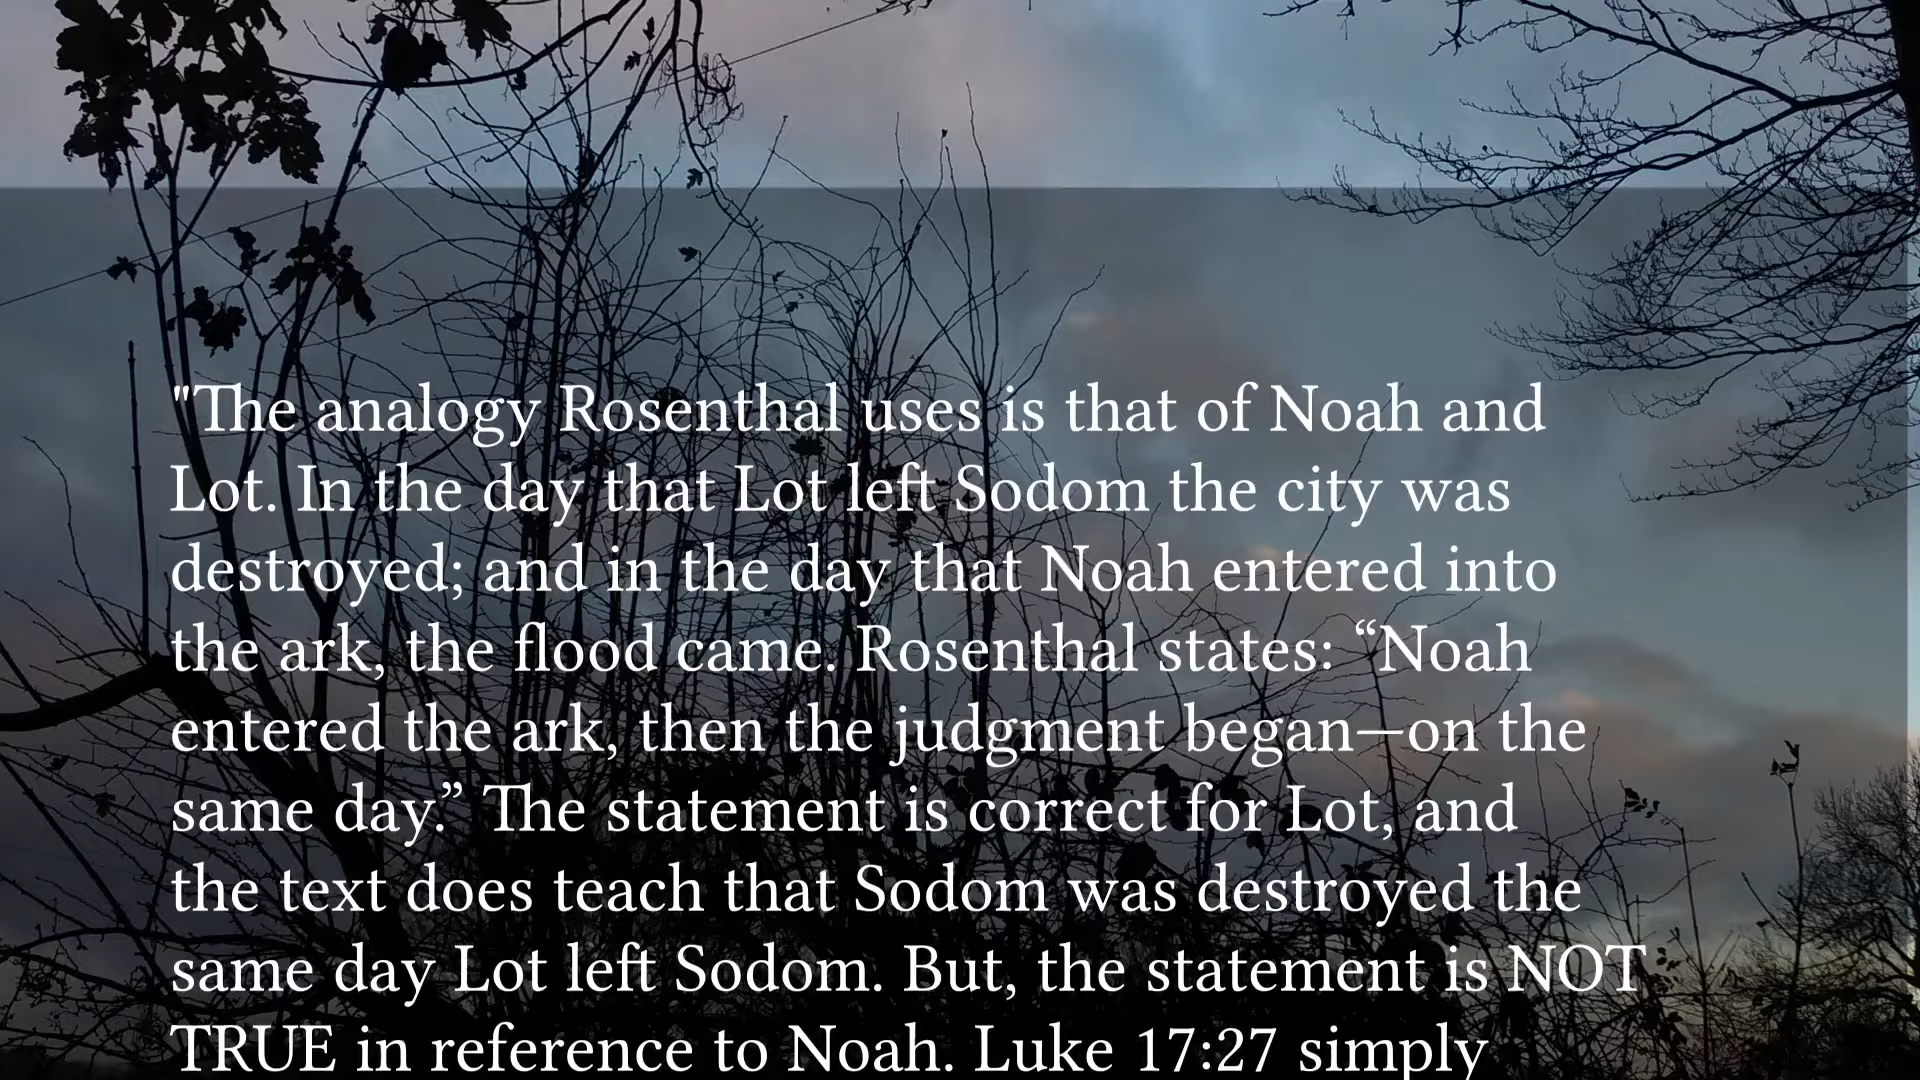 "The analogy Rosenthal uses is that of Noah and
Lot. In the day that Lot left Sodom the city was
destroyed; and in the day that Noah entered into
the ark, the flood came. Rosenthal states: “Noah
entered the ark, then the judgment began—on the
same day.” The statement is correct for Lot, and
the text does teach that Sodom was destroyed the
same day Lot left Sodom. But, the statement is NOT
TRUE in reference to Noah. Luke 17:27 simply